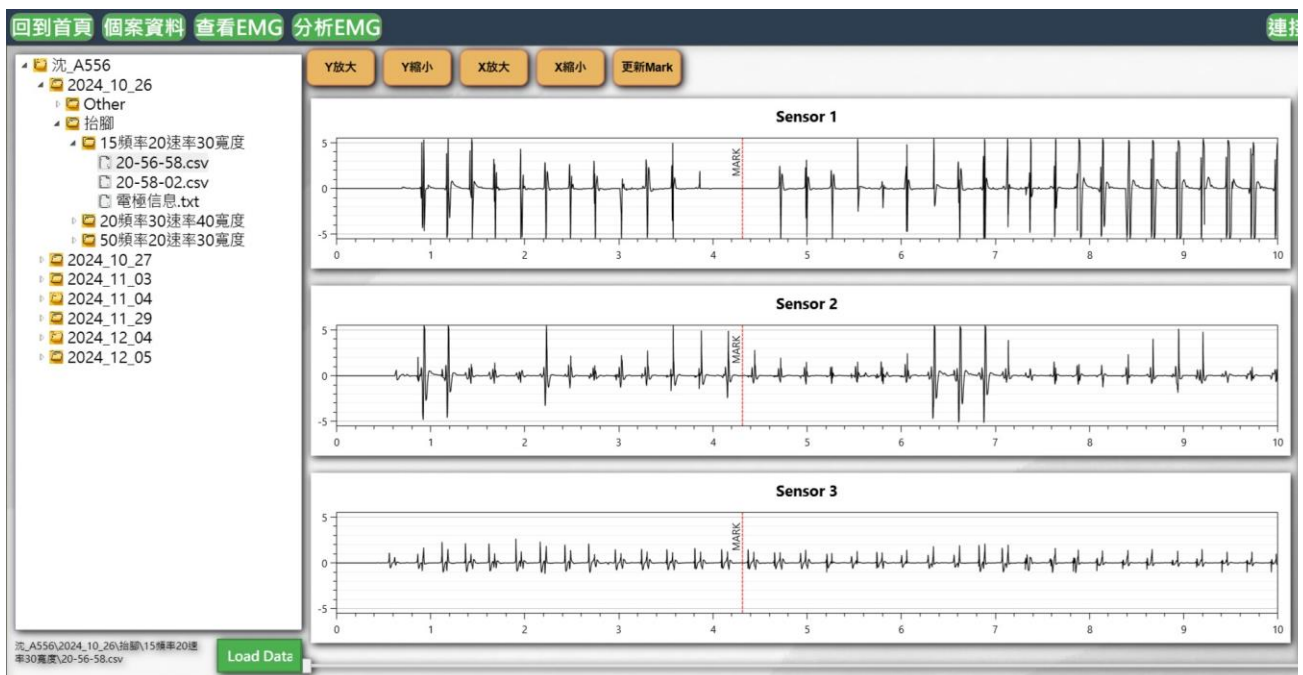 回到首頁 個案資料 查看EMG 分析EMG 連接
沈_A556
2024_10_26
Other
抬腳
15頻率20速率30寬度
20-56-58.csv
20-58-02.csv
電極信息.txt
20頻率30速率40寬度
50頻率20速率30寬度
2024_10_27
2024_11_03
2024_11_04
2024_11_29
2024_12_04
2024_12_05
沈_A556\2024_10_26\抬腳\15頻率20速
率30寬度\20-56-58.csv
Load Data
Y放大 Y縮小 X放大 X縮小 更新Mark
Sensor 1
5
0
-5
MARK
0 1 2 3 4 5 6 7 8 9 10
Sensor 2
5
0
-5
MARK
0 1 2 3 4 5 6 7 8 9 10
Sensor 3
5
0
-5
MARK
0 1 2 3 4 5 6 7 8 9 10